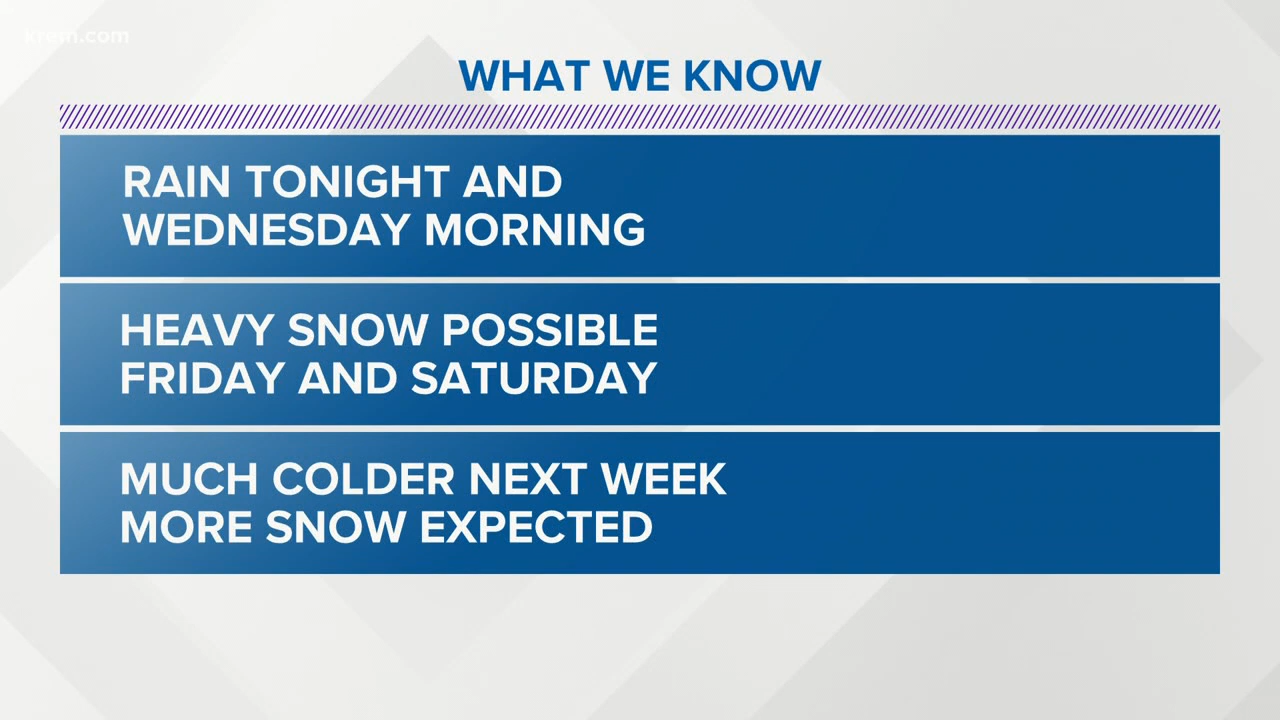 krem.com
WHAT WE KNOW
RAIN TONIGHT AND
WEDNESDAY MORNING
HEAVY SNOW POSSIBLE
FRIDAY AND SATURDAY
MUCH COLDER NEXT WEEK
MORE SNOW EXPECTED